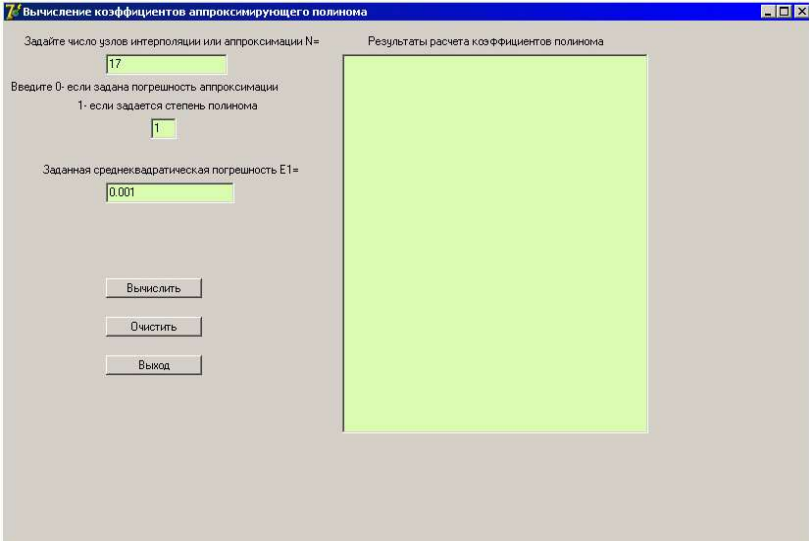 Вычисление коэффициентов аппроксимирующего полинома
Задайте число узлов интерполяции или аппроксимации N=
17
Введите 0- если задана погрешность аппроксимации
1- если задается степень полинома
1
Заданная среднеквадратическая погрешность E1=
0.001
Вычислить
Очистить
Выход
Результаты расчета коэффициентов полинома